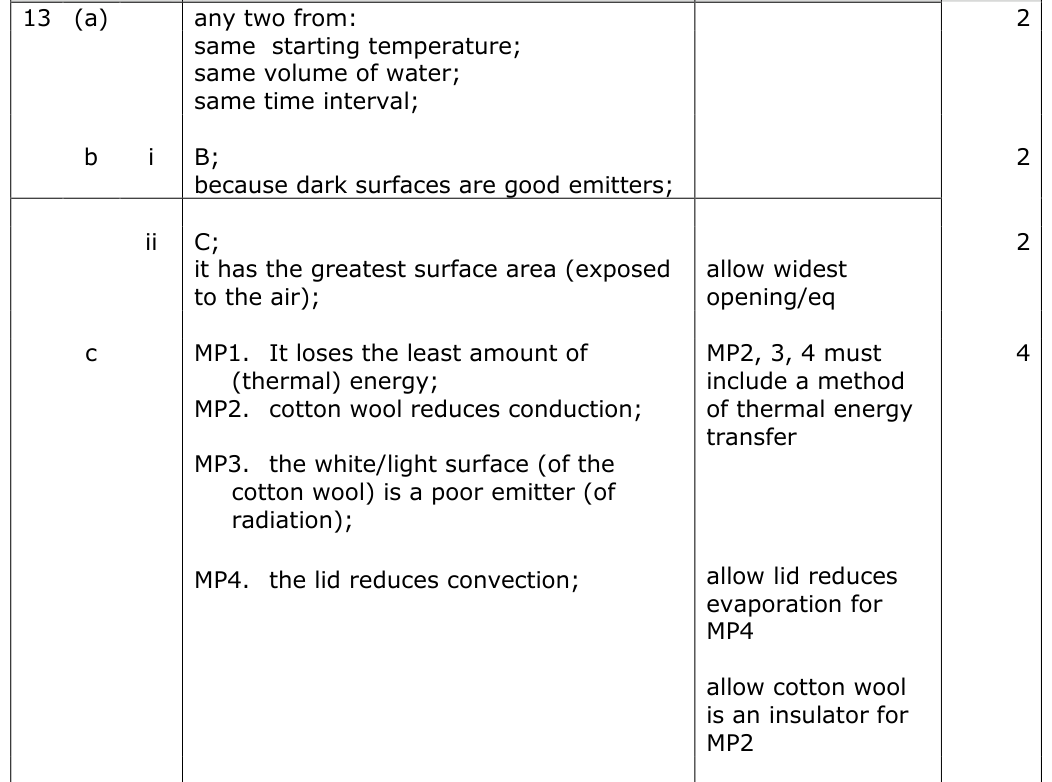 13 (a) any two from: 2
same starting temperature;
same volume of water;
same time interval;
b i B; 2
because dark surfaces are good emitters;
ii C; 2
it has the greatest surface area (exposed allow widest
to the air); opening/eq
c MP1. It loses the least amount of MP2, 3, 4 must 4
(thermal) energy; include a method
MP2. cotton wool reduces conduction; of thermal energy
transfer
MP3. the white/light surface (of the
cotton wool) is a poor emitter (of
radiation);
MP4. the lid reduces convection; allow lid reduces
evaporation for
MP4
allow cotton wool
is an insulator for
MP2